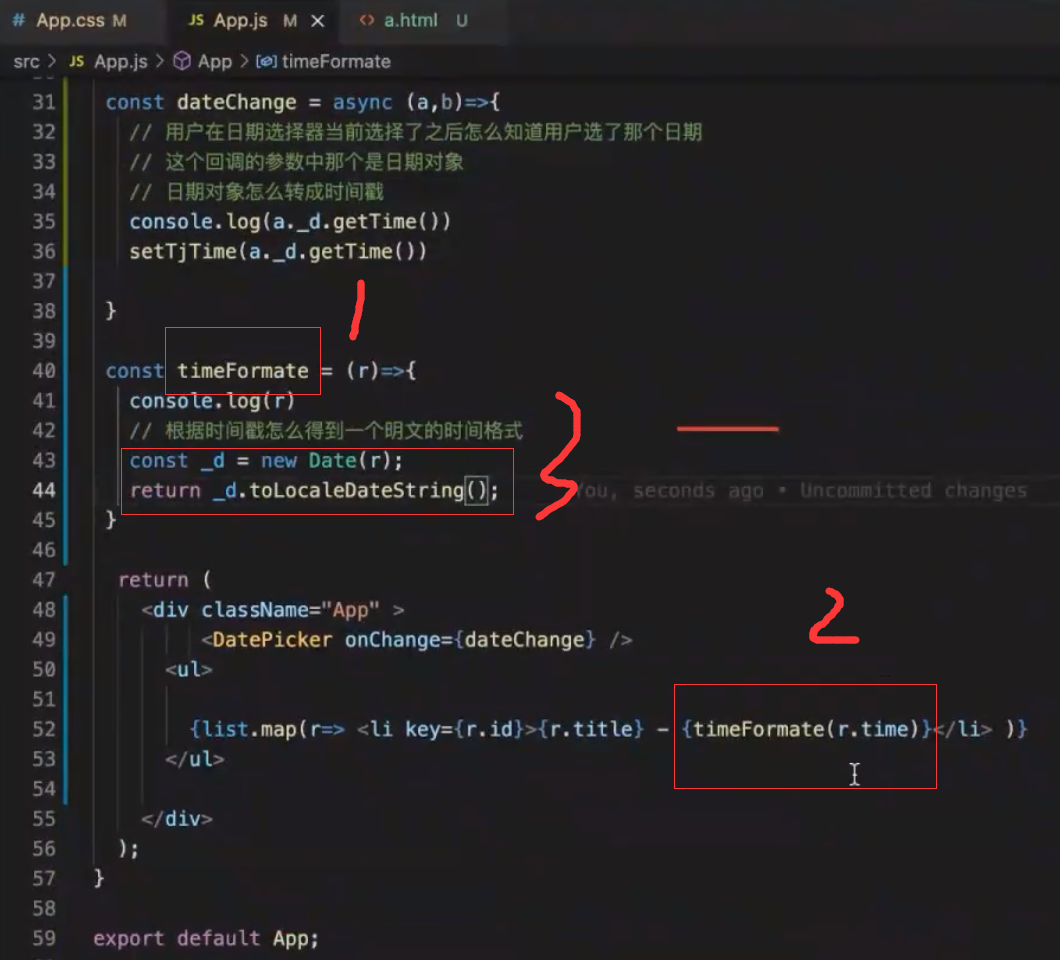 # App.css M JS App.js M × <> a.html U
src > JS App.js > App > timeFormate
31 const dateChange = async (a,b)=>{
32 // 用户在日期选择器当前选择了之后怎么知道用户选了那个日期
33 // 这个回调的参数中那个是日期对象
34 // 日期对象怎么转成时间戳
35 console.log(a._d.getTime())
36 setTjTime(a._d.getTime())
37
1
38 }
39
40 const timeFormate = (r)=>{
41 console.log(r)
42 // 根据时间戳怎么得到一个明文的时间格式
3
43 const _d = new Date(r);
44 return _d.toLocaleDateString(); You, seconds ago • Uncommitted changes
45 }
46
47 return (
48 <div className="App" >
2
49 <DatePicker onChange={dateChange} />
50 <ul>
51
52 {list.map(r=> <li key={r.id}>{r.title} - {timeFormate(r.time)}</li> )}
53 </ul>
54
55 </div>
56 );
57 }
58
59 export default App;